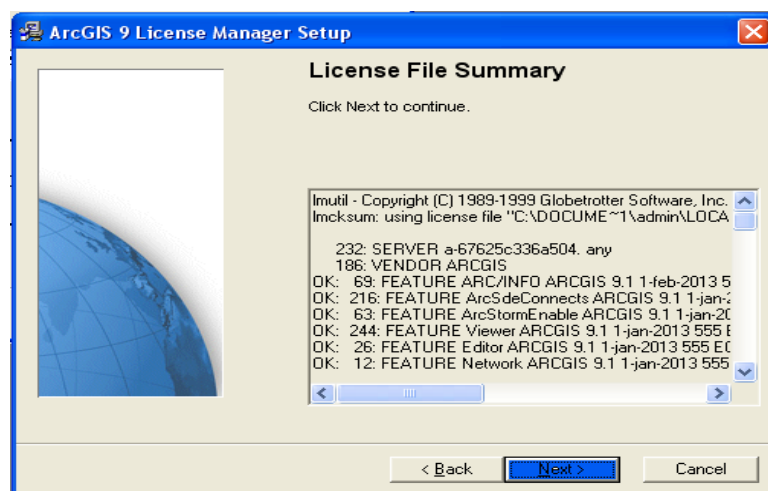 ArcGIS 9 License Manager Setup
License File Summary
Click Next to continue.
lmutil - Copyright (C) 1989-1999 Globetrotter Software, Inc.
lmcksum: using license file "C:\DOCUME~1\admin\LOCA
232: SERVER a-67625c336a504. any
186: VENDOR ARCGIS
OK: 69: FEATURE ARC/INFO ARCGIS 9.1 1-feb-2013 5
OK: 216: FEATURE ArcSdeConnects ARCGIS 9.1 1-jan-2
OK: 63: FEATURE ArcStormEnable ARCGIS 9.1 1-jan-20
OK: 244: FEATURE Viewer ARCGIS 9.1 1-jan-2013 555 E
OK: 26: FEATURE Editor ARCGIS 9.1 1-jan-2013 555 EC
OK: 12: FEATURE Network ARCGIS 9.1 1-jan-2013 555
< Back Next > Cancel